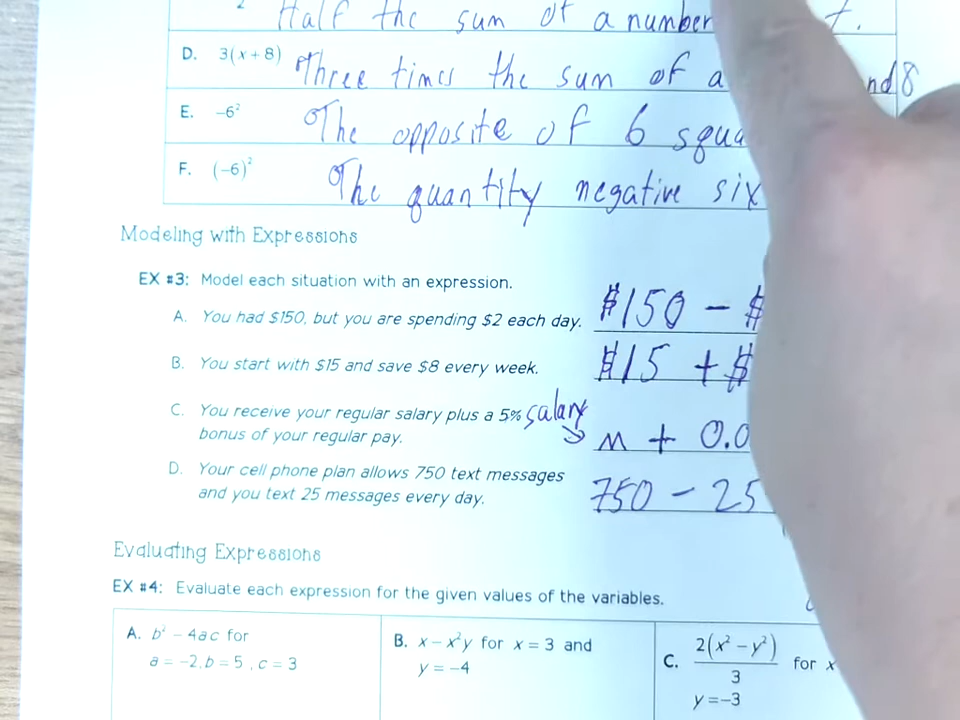 2 Half the sum of a number t.
D. 3(x+8) Three times the sum of a nd 8
E. -6² The opposite of 6 squa
F. (-6)² The quantity negative six
Modeling with Expressions
EX #3: Model each situation with an expression.
A. You had $150, but you are spending $2 each day. $150 - $
B. You start with $15 and save $8 every week. $15 + $
C. You receive your regular salary plus a 5% salary
bonus of your regular pay. m + 0.0
D. Your cell phone plan allows 750 text messages
and you text 25 messages every day. 750 - 25
Evaluating Expressions
EX #4: Evaluate each expression for the given values of the variables.
A. b² - 4ac for
a = -2, b = 5, c = 3
B. x - x²y for x = 3 and
y = -4
C. 2(x² - y²)/3 for x
y = -3